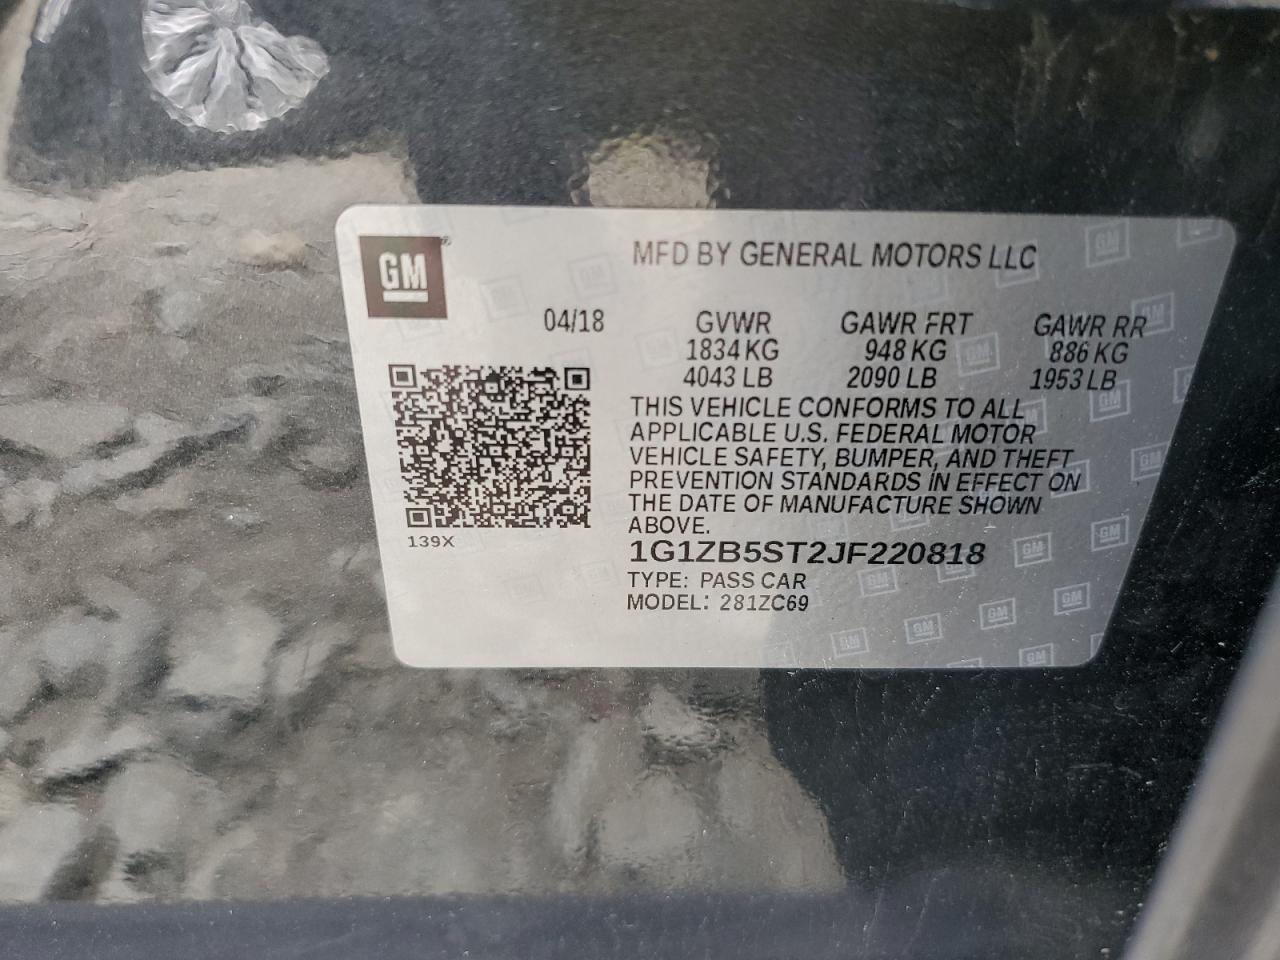 GM
MFD BY GENERAL MOTORS LLC
04/18 GVWR GAWR FRT GAWR RR
1834 KG 948 KG 886 KG
4043 LB 2090 LB 1953 LB
THIS VEHICLE CONFORMS TO ALL
APPLICABLE U.S. FEDERAL MOTOR
VEHICLE SAFETY, BUMPER, AND THEFT
PREVENTION STANDARDS IN EFFECT ON
THE DATE OF MANUFACTURE SHOWN
ABOVE.
139X
1G1ZB5ST2JF220818
TYPE: PASS CAR
MODEL: 281ZC69